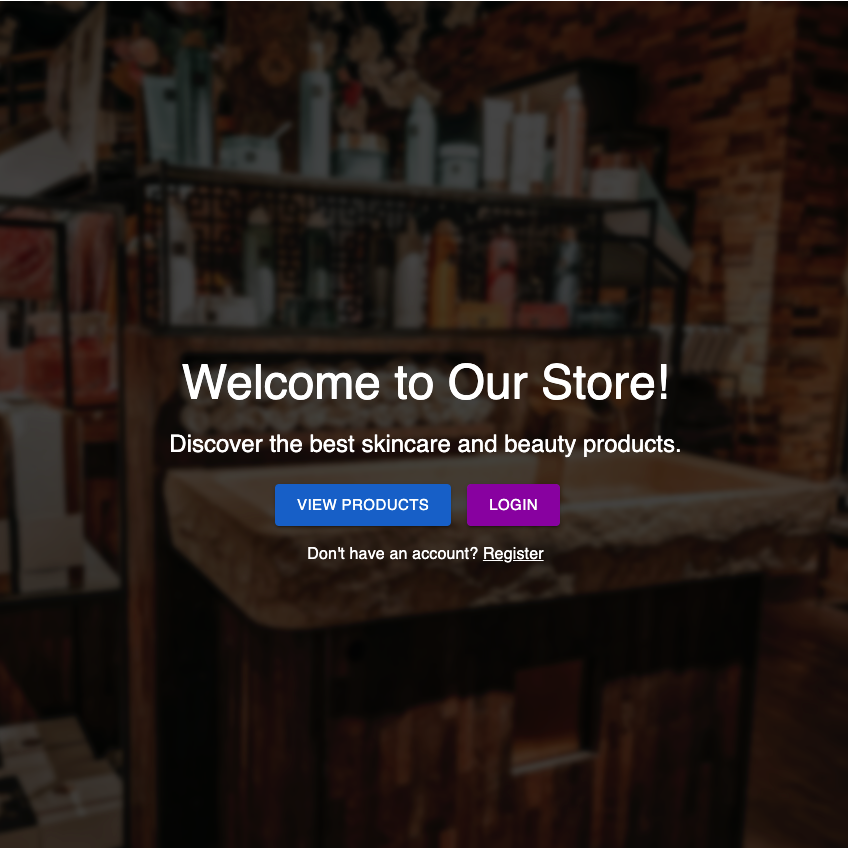 Welcome to Our Store!
Discover the best skincare and beauty products.
VIEW PRODUCTS
LOGIN
Don't have an account? Register